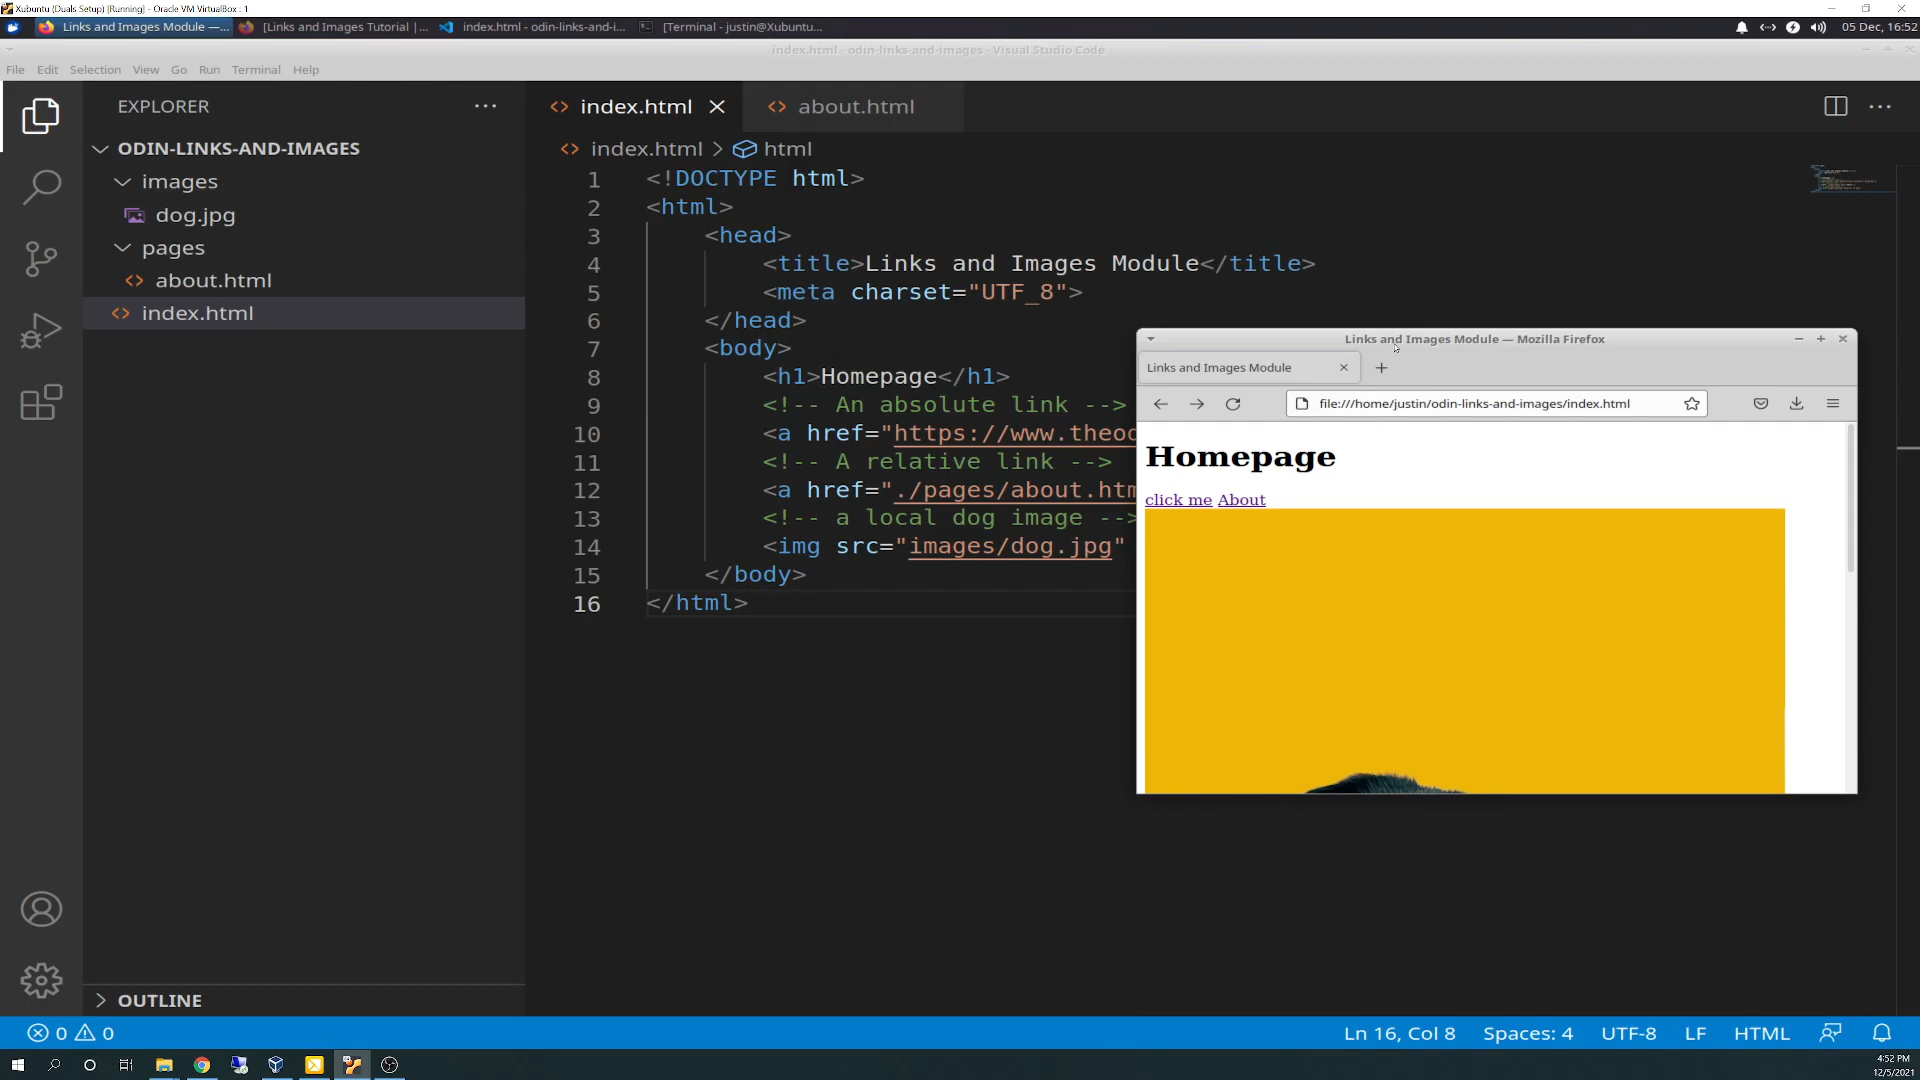 Xubuntu (Duals Setup) [Running] - Oracle VM VirtualBox : 1
Links and Images Module —...
[Links and Images Tutorial |...
index.html - odin-links-and-i...
[Terminal - justin@Xubuntu...
05 Dec, 16:52
index.html - odin-links-and-images - Visual Studio Code
File Edit Selection View Go Run Terminal Help
EXPLORER
ODIN-LINKS-AND-IMAGES
images
dog.jpg
pages
about.html
index.html
OUTLINE
index.html
about.html
index.html > html
1 <!DOCTYPE html>
2 <html>
3 <head>
4 <title>Links and Images Module</title>
5 <meta charset="UTF_8">
6 </head>
7 <body>
8 <h1>Homepage</h1>
9 <!-- An absolute link -->
10 <a href="https://www.theo
11 <!-- A relative link -->
12 <a href="./pages/about.htm
13 <!-- a local dog image -->
14 <img src="images/dog.jpg"
15 </body>
16 </html>
Links and Images Module — Mozilla Firefox
Links and Images Module
file:///home/justin/odin-links-and-images/index.html
Homepage
click me About
0 0
Ln 16, Col 8 Spaces: 4 UTF-8 LF HTML
4:52 PM
12/5/2021